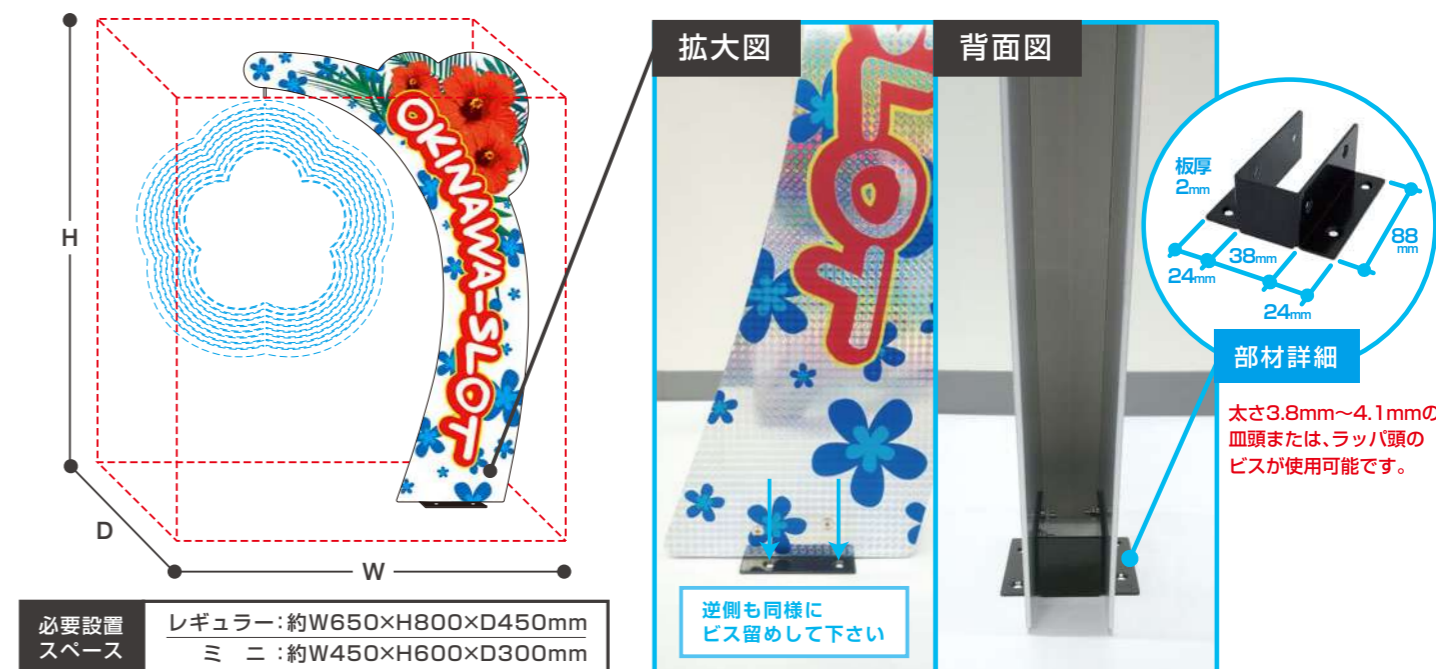 H
D
W
OKINAWA-SLOT
必要設置
スペース
レギュラー：約W650×H800×D450mm
ミ ニ ：約W450×H600×D300mm
拡大図
LOT
逆側も同様に
ビス留めして下さい
背面図
板厚
2mm
24mm
38mm
24mm
88
mm
部材詳細
太さ3.8mm～4.1mmの
皿頭または、ラッパ頭の
ビスが使用可能です。